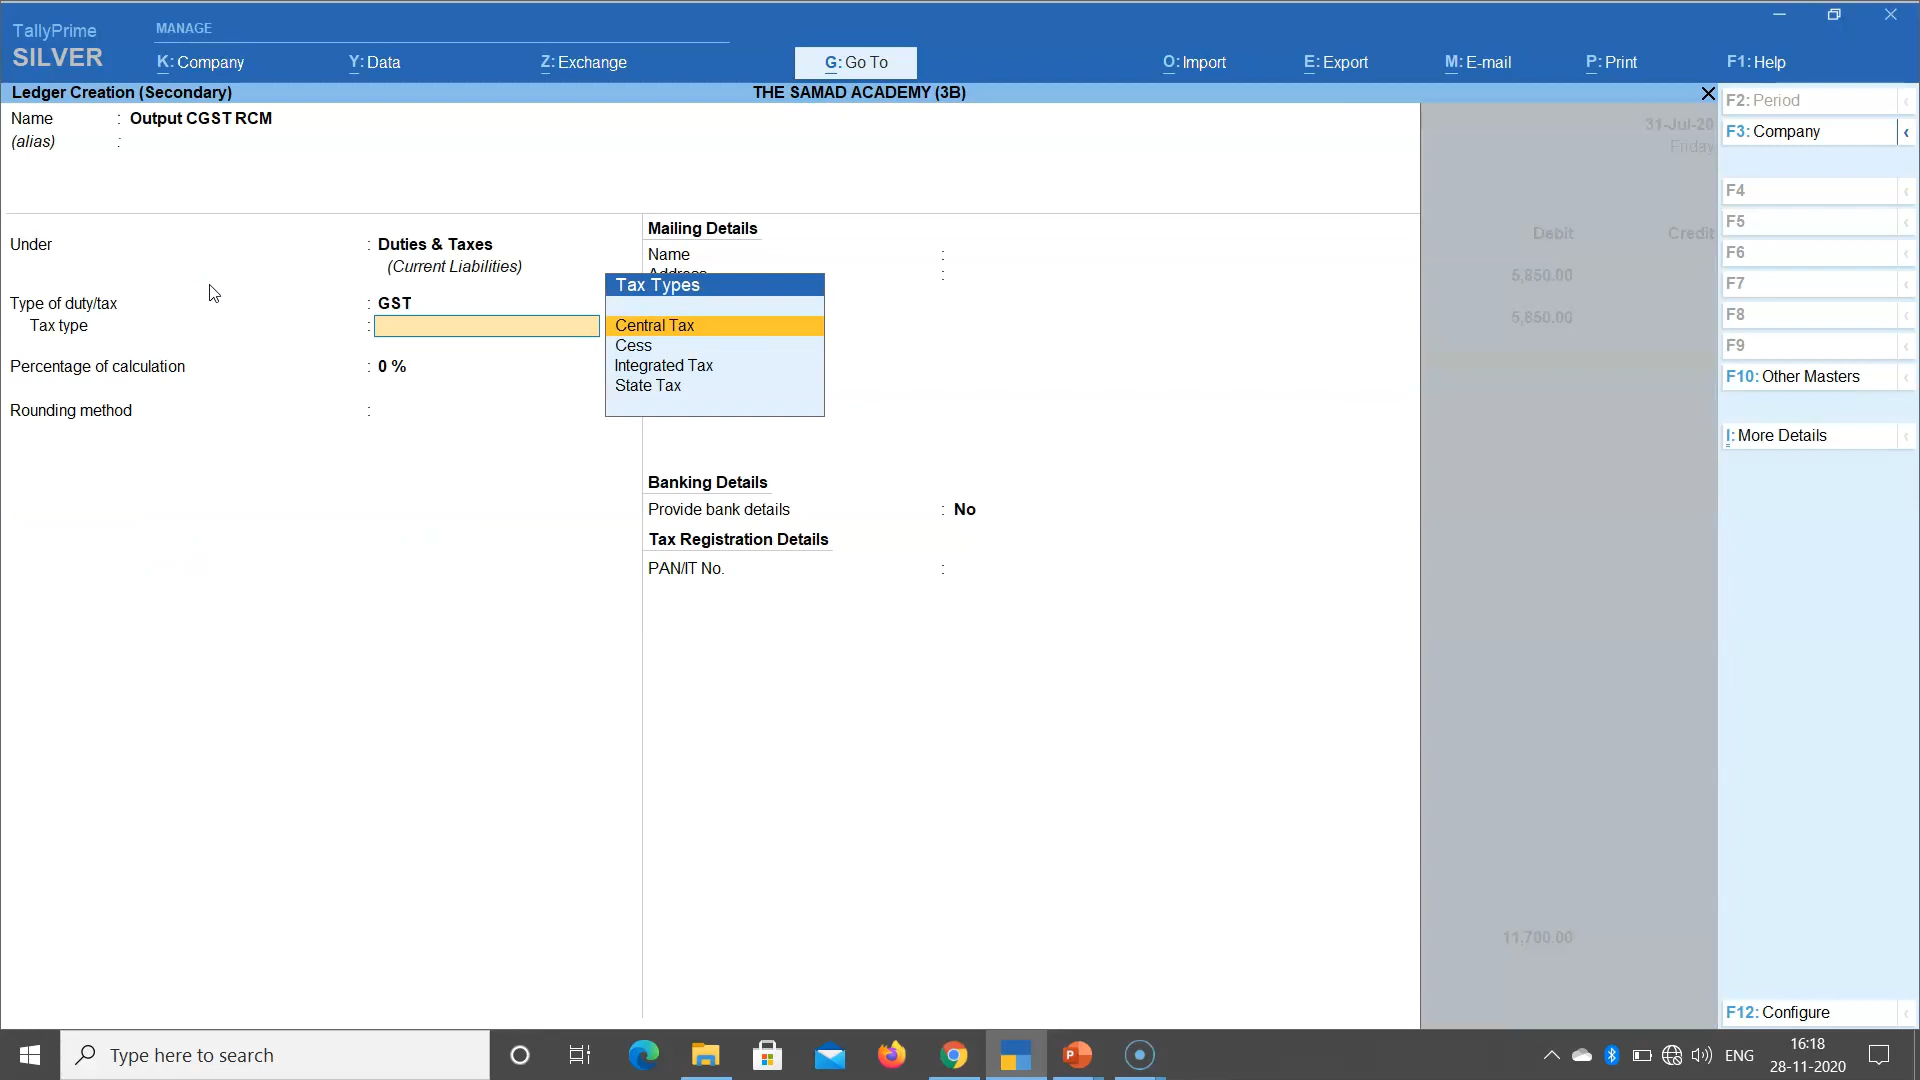 TallyPrime
SILVER
MANAGE
K: Company
Y: Data
Z: Exchange
G: Go To
O: Import
E: Export
M: E-mail
P: Print
F1: Help
Ledger Creation (Secondary)
THE SAMAD ACADEMY (3B)
Name : Output CGST RCM
(alias) :
Under : Duties & Taxes
(Current Liabilities)
Type of duty/tax : GST
Tax type :
Percentage of calculation : 0 %
Rounding method :
Mailing Details
Name :
Address :
Tax Types
Central Tax
Cess
Integrated Tax
State Tax
Banking Details
Provide bank details : No
Tax Registration Details
PAN/IT No. :
31-Jul-20
Friday
Debit Credit
5,850.00
5,850.00
11,700.00
F2: Period
F3: Company
F4
F5
F6
F7
F8
F9
F10: Other Masters
I: More Details
F12: Configure
Type here to search
ENG
16:18
28-11-2020